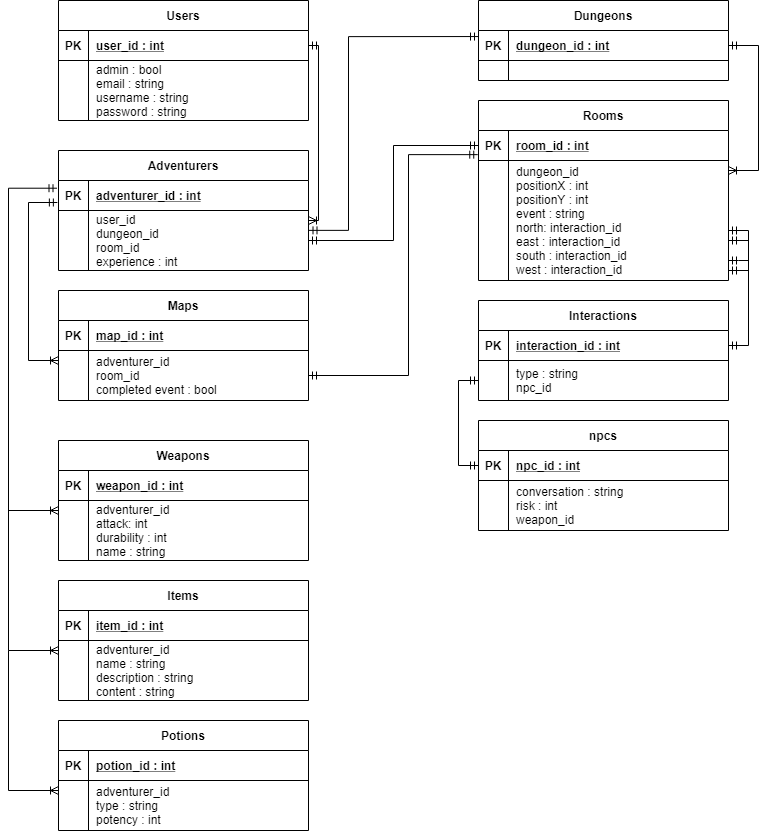 Users
PK user_id : int
admin : bool
email : string
username : string
password : string
Adventurers
PK adventurer_id : int
user_id
dungeon_id
room_id
experience : int
Maps
PK map_id : int
adventurer_id
room_id
completed event : bool
Weapons
PK weapon_id : int
adventurer_id
attack: int
durability : int
name : string
Items
PK item_id : int
adventurer_id
name : string
description : string
content : string
Potions
PK potion_id : int
adventurer_id
type : string
potency : int
Dungeons
PK dungeon_id : int
Rooms
PK room_id : int
dungeon_id
positionX : int
positionY : int
event : string
north: interaction_id
east : interaction_id
south : interaction_id
west : interaction_id
Interactions
PK interaction_id : int
type : string
npc_id
npcs
PK npc_id : int
conversation : string
risk : int
weapon_id